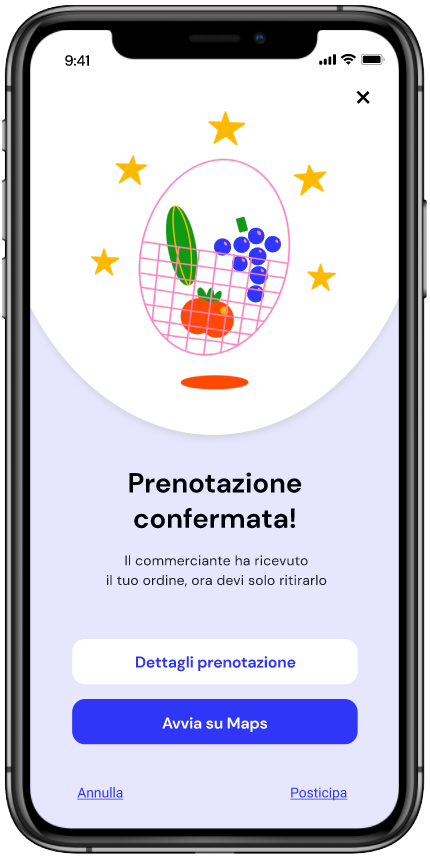 9:41
Prenotazione
confermata!
Il commerciante ha ricevuto
il tuo ordine, ora devi solo ritirarlo
Dettagli prenotazione
Avvia su Maps
Annulla
Posticipa